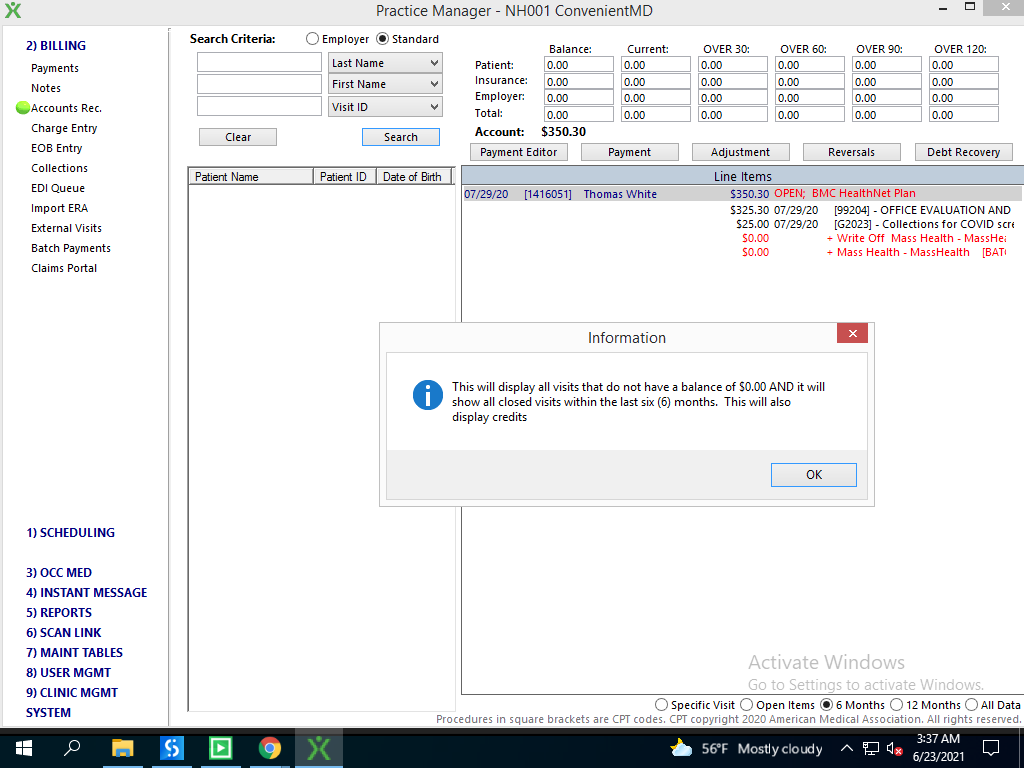 Practice Manager - NH001 ConvenientMD
2) BILLING
Payments
Notes
Accounts Rec.
Charge Entry
EOB Entry
Collections
EDI Queue
Import ERA
External Visits
Batch Payments
Claims Portal
1) SCHEDULING
3) OCC MED
4) INSTANT MESSAGE
5) REPORTS
6) SCAN LINK
7) MAINT TABLES
8) USER MGMT
9) CLINIC MGMT
SYSTEM
Search Criteria: Employer Standard
Last Name
First Name
Visit ID
Clear Search
Patient Name Patient ID Date of Birth
Balance: Current: OVER 30: OVER 60: OVER 90: OVER 120:
Patient: 0.00 0.00 0.00 0.00 0.00 0.00
Insurance: 0.00 0.00 0.00 0.00 0.00 0.00
Employer: 0.00 0.00 0.00 0.00 0.00 0.00
Total: 0.00 0.00 0.00 0.00 0.00 0.00
Account: $350.30
Payment Editor Payment Adjustment Reversals Debt Recovery
Line Items
07/29/20 [1416051] Thomas White $350.30 OPEN; BMC HealthNet Plan
$325.30 07/29/20 [99204] - OFFICE EVALUATION AND
$25.00 07/29/20 [G2023] - Collections for COVID scre
$0.00 + Write Off Mass Health - MassHea
$0.00 + Mass Health - MassHealth [BAT
Information
This will display all visits that do not have a balance of $0.00 AND it will
show all closed visits within the last six (6) months. This will also
display credits
OK
Activate Windows
Go to Settings to activate Windows.
Specific Visit Open Items 6 Months 12 Months All Data
Procedures in square brackets are CPT codes. CPT copyright 2020 American Medical Association. All rights reserved.
56°F Mostly cloudy
3:37 AM
6/23/2021